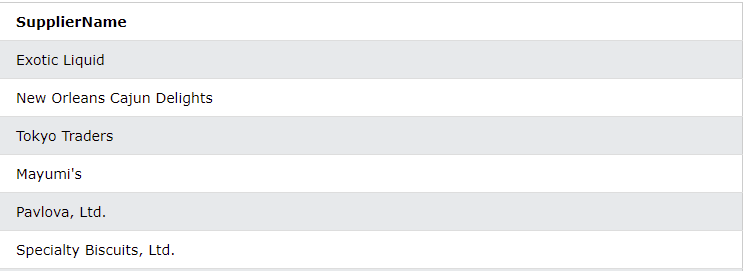 SupplierName
Exotic Liquid
New Orleans Cajun Delights
Tokyo Traders
Mayumi's
Pavlova, Ltd.
Specialty Biscuits, Ltd.